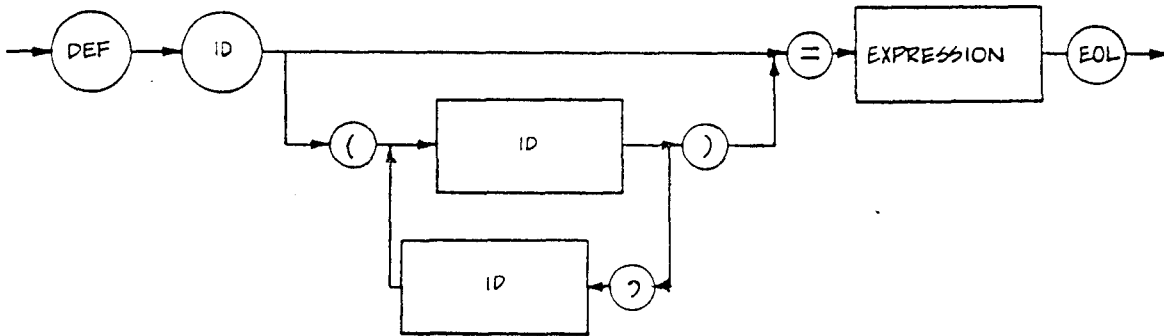 DEF ID = EXPRESSION EOL
( ID )
ID ,